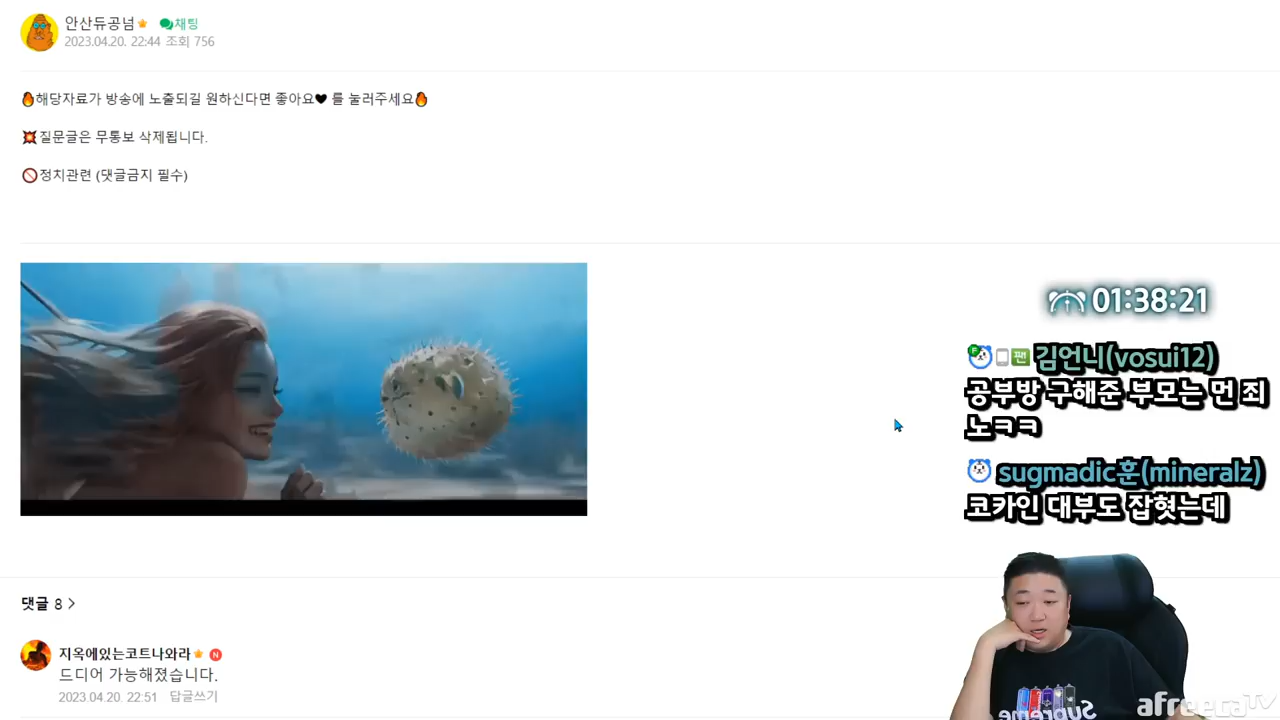 안산듀공넘 채팅
2023.04.20. 22:44 조회 756
해당자료가 방송에 노출되길 원하신다면 좋아요🖤 를 눌러주세요🔥
질문글은 무통보 삭제됩니다.
정치관련 (댓글금지 필수)
01:38:21
F 팬 김언니(vosui12)
공부방 구해준 부모는 먼 죄
노ㅋㅋ
sugmadic훈(mineralz)
코카인 대부도 잡혓는데
댓글 8 >
지옥에있는코트나와라 N
드디어 가능해졌습니다.
2023.04.20. 22:51 답글쓰기
Supreme
afreecaTV